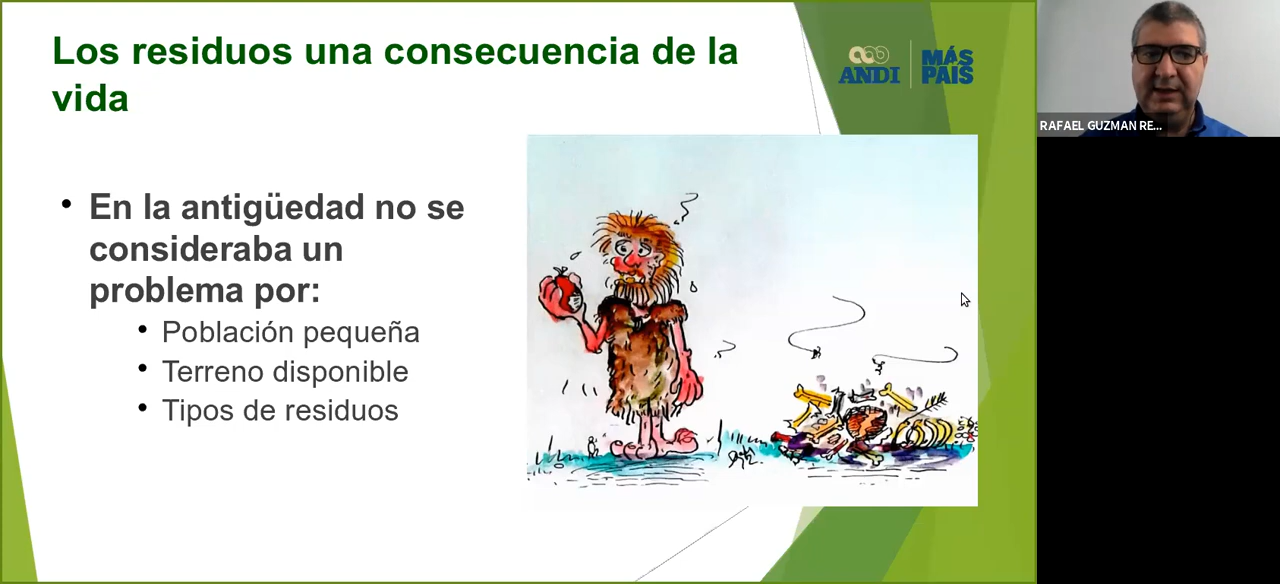 Los residuos una consecuencia de la
vida
ANDI
MÁS
PAÍS
RAFAEL GUZMAN RE...
• En la antigüedad no se
consideraba un
problema por:
• Población pequeña
• Terreno disponible
• Tipos de residuos